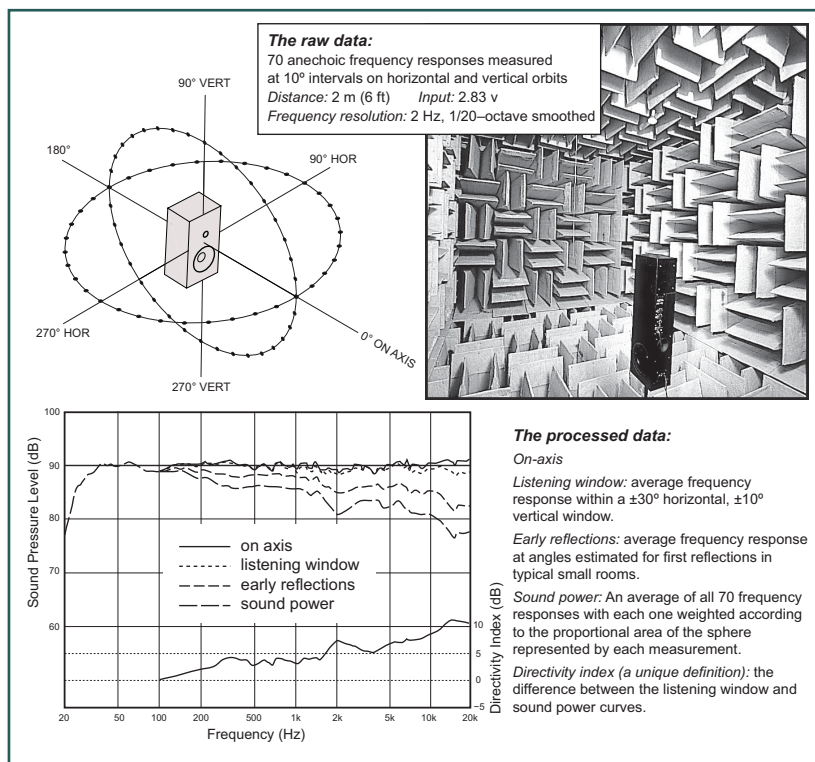 The raw data:
70 anechoic frequency responses measured
at 10º intervals on horizontal and vertical orbits
Distance: 2 m (6 ft) Input: 2.83 v
Frequency resolution: 2 Hz, 1/20–octave smoothed
90° VERT
180°
90° HOR
270° HOR
0° ON AXIS
270° VERT
100
90
80
70
60
Sound Pressure Level (dB)
on axis
listening window
early reflections
sound power
10
5
0
−5
Directivity Index (dB)
20
50
100
200
500
1k
2k
5k
10k
20k
Frequency (Hz)
The processed data:
On-axis
Listening window: average frequency
response within a ±30º horizontal, ±10º
vertical window.
Early reflections: average frequency response
at angles estimated for first reflections in
typical small rooms.
Sound power: An average of all 70 frequency
responses with each one weighted according
to the proportional area of the sphere
represented by each measurement.
Directivity index (a unique definition): the
difference between the listening window and
sound power curves.